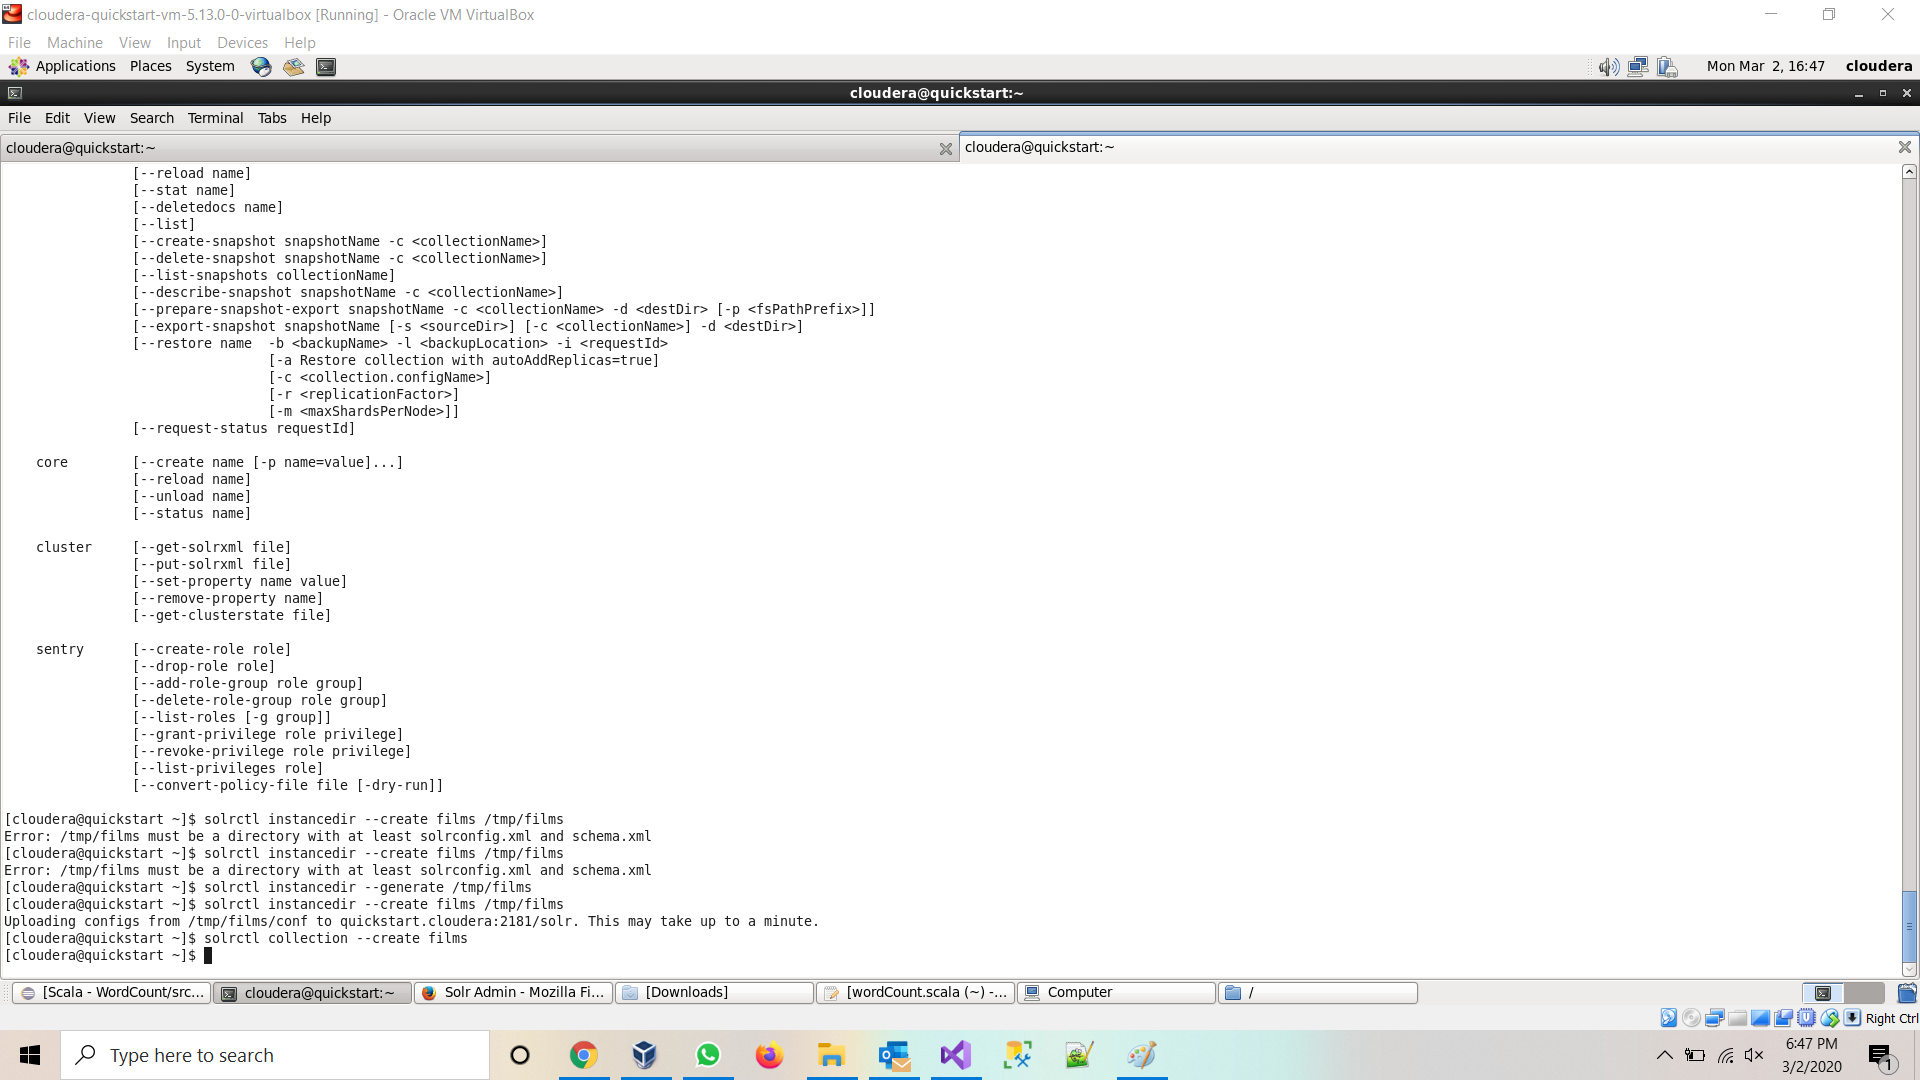 cloudera-quickstart-vm-5.13.0-0-virtualbox [Running] - Oracle VM VirtualBox
File Machine View Input Devices Help
Applications Places System Mon Mar 2, 16:47 cloudera
cloudera@quickstart:~
File Edit View Search Terminal Tabs Help
cloudera@quickstart:~ cloudera@quickstart:~
[--reload name]
[--stat name]
[--deletedocs name]
[--list]
[--create-snapshot snapshotName -c <collectionName>]
[--delete-snapshot snapshotName -c <collectionName>]
[--list-snapshots collectionName]
[--describe-snapshot snapshotName -c <collectionName>]
[--prepare-snapshot-export snapshotName -c <collectionName> -d <destDir> [-p <fsPathPrefix>]]
[--export-snapshot snapshotName [-s <sourceDir>] [-c <collectionName>] -d <destDir>]
[--restore name  -b <backupName> -l <backupLocation> -i <requestId>
[-a Restore collection with autoAddReplicas=true]
[-c <collection.configName>]
[-r <replicationFactor>]
[-m <maxShardsPerNode>]]
[--request-status requestId]
core [--create name [-p name=value]...]
[--reload name]
[--unload name]
[--status name]
cluster [--get-solrxml file]
[--put-solrxml file]
[--set-property name value]
[--remove-property name]
[--get-clusterstate file]
sentry [--create-role role]
[--drop-role role]
[--add-role-group role group]
[--delete-role-group role group]
[--list-roles [-g group]]
[--grant-privilege role privilege]
[--revoke-privilege role privilege]
[--list-privileges role]
[--convert-policy-file file [-dry-run]]
[cloudera@quickstart ~]$ solrctl instancedir --create films /tmp/films
Error: /tmp/films must be a directory with at least solrconfig.xml and schema.xml
[cloudera@quickstart ~]$ solrctl instancedir --create films /tmp/films
Error: /tmp/films must be a directory with at least solrconfig.xml and schema.xml
[cloudera@quickstart ~]$ solrctl instancedir --generate /tmp/films
[cloudera@quickstart ~]$ solrctl instancedir --create films /tmp/films
Uploading configs from /tmp/films/conf to quickstart.cloudera:2181/solr. This may take up to a minute.
[cloudera@quickstart ~]$ solrctl collection --create films
[cloudera@quickstart ~]$
[Scala - WordCount/src... cloudera@quickstart:~ Solr Admin - Mozilla Fi... [Downloads] [wordCount.scala (~) -... Computer /
Right Ctrl
Type here to search 6:47 PM
3/2/2020 1